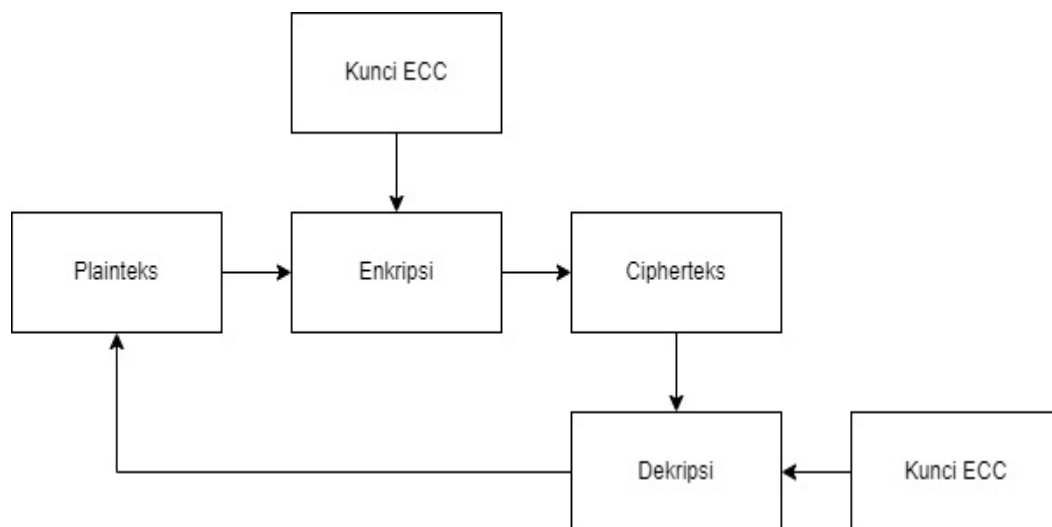 Kunci ECC
Plainteks
Enkripsi
Cipherteks
Dekripsi
Kunci ECC